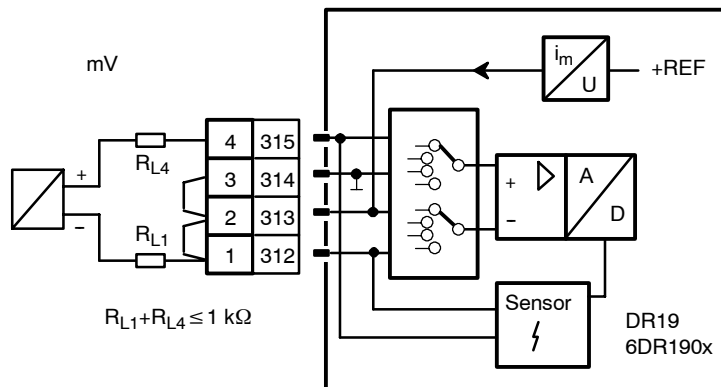 mV
i_m
U
+REF
R_L4
+
−
R_L1
4 315
3 314
2 313
1 312
+
−
A
D
R_L1+R_L4 ≤ 1 kΩ
Sensor
DR19
6DR190x